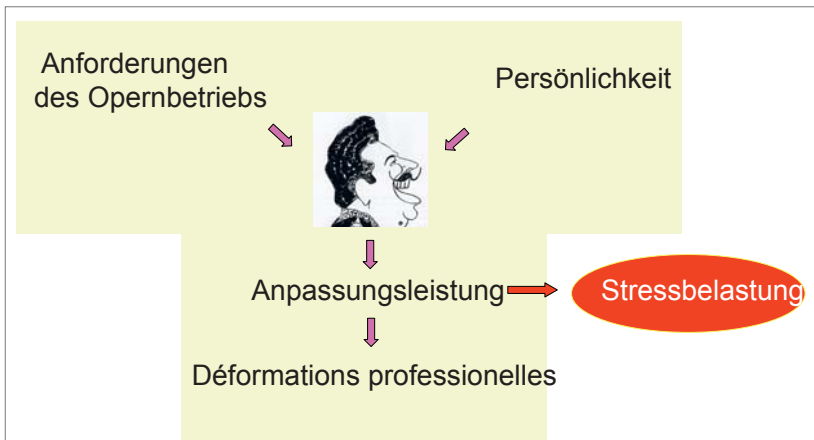 Anforderungen
des Opernbetriebs
Persönlichkeit
Anpassungsleistung
Stressbelastung
Déformations professionelles